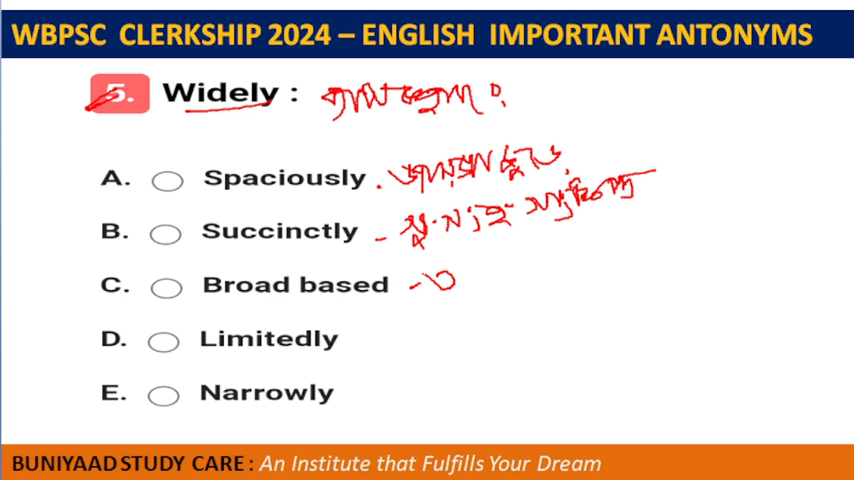 WBPSC CLERKSHIP 2024 – ENGLISH IMPORTANT ANTONYMS
5. Widely :
A. Spaciously
B. Succinctly -
C. Broad based -
D. Limitedly
E. Narrowly
BUNIYAAD STUDY CARE : An Institute that Fulfills Your Dream